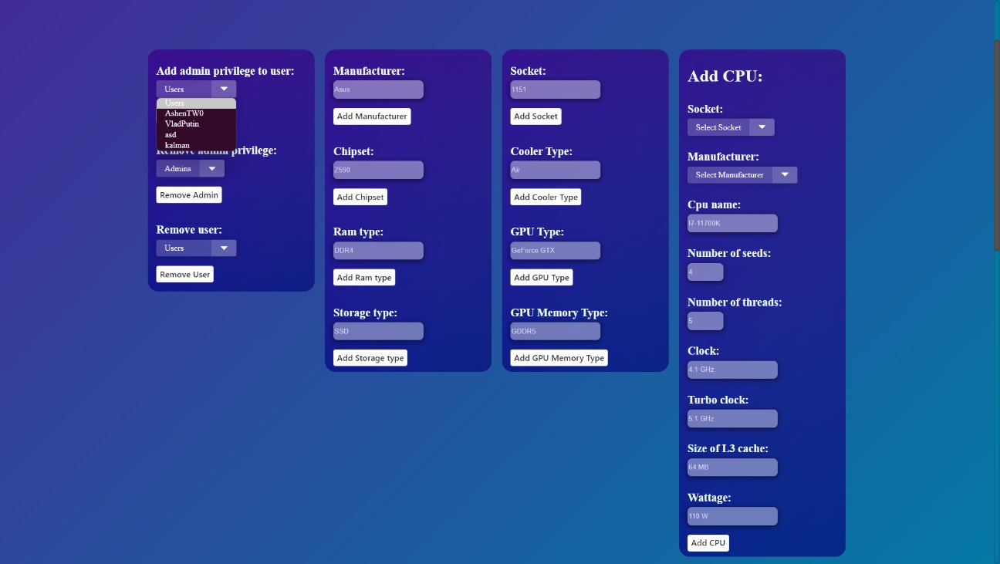 Add admin privilege to user:
Users
Users
AshenTW0
VladPutin
asd
kalman
Remove admin privilege:
Admins
Remove Admin
Remove user:
Users
Remove User
Manufacturer:
Asus
Add Manufacturer
Chipset:
Z590
Add Chipset
Ram type:
DDR4
Add Ram type
Storage type:
SSD
Add Storage type
Socket:
1151
Add Socket
Cooler Type:
Air
Add Cooler Type
GPU Type:
GeForce GTX
Add GPU Type
GPU Memory Type:
GDDR5
Add GPU Memory Type
Add CPU:
Socket:
Select Socket
Manufacturer:
Select Manufacturer
Cpu name:
I7-11700K
Number of seeds:
4
Number of threads:
5
Clock:
4.1 GHz
Turbo clock:
5.1 GHz
Size of L3 cache:
64 MB
Wattage:
110 W
Add CPU